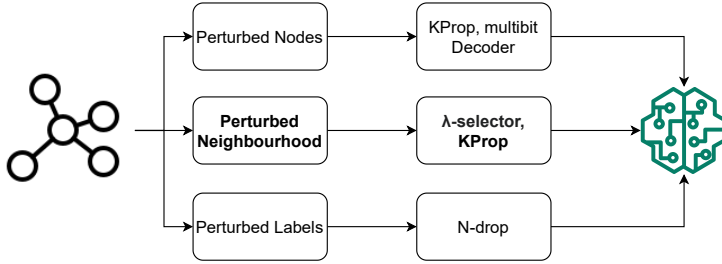 Perturbed Nodes
KProp, multibit
Decoder
Perturbed
Neighbourhood
λ-selector,
KProp
Perturbed Labels
N-drop